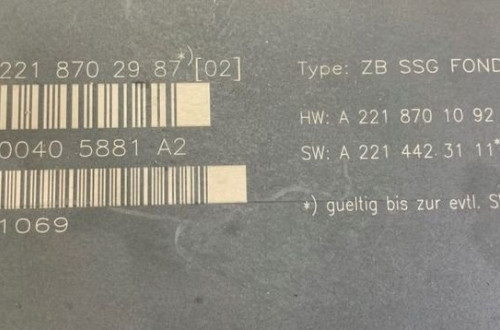 221 870 29 87*)[02]
0040 5881 A2
1069
Type: ZB SSG FOND
HW: A 221 870 10 92
SW: A 221 442 31 11*
*) gueltig bis zur evtl. S